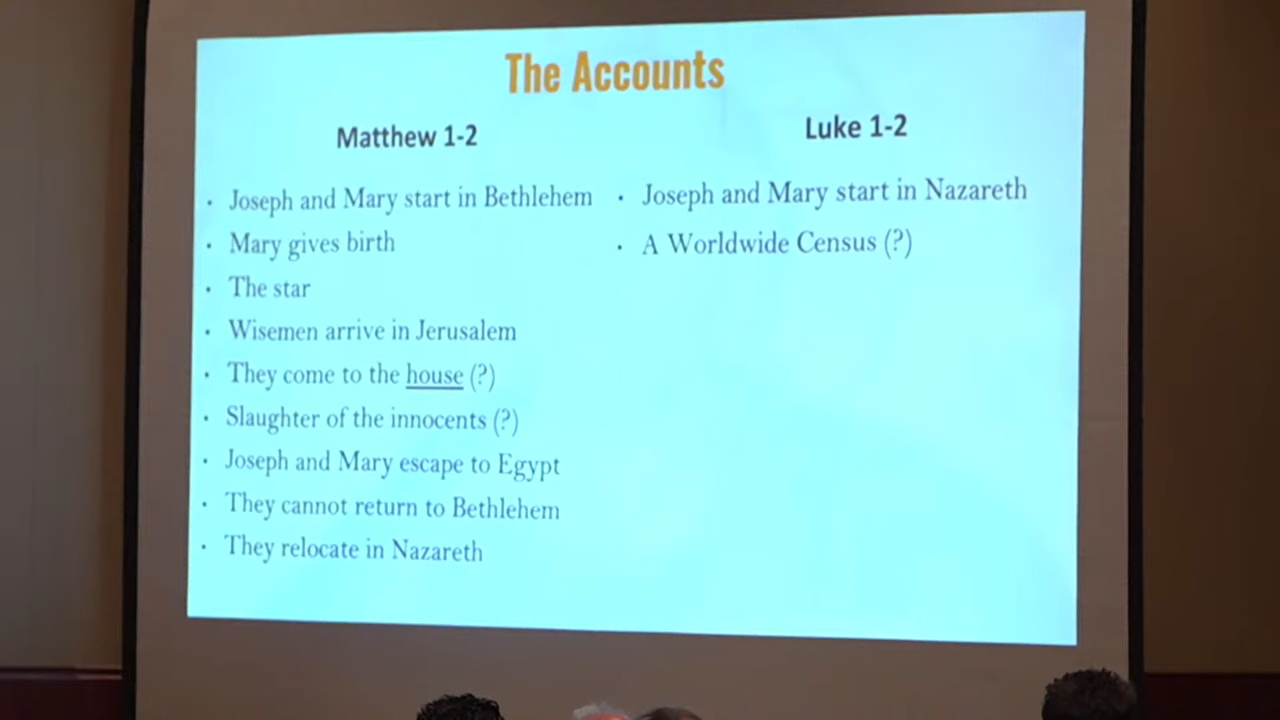 The Accounts
Matthew 1-2
• Joseph and Mary start in Bethlehem
• Mary gives birth
• The star
• Wisemen arrive in Jerusalem
• They come to the house (?)
• Slaughter of the innocents (?)
• Joseph and Mary escape to Egypt
• They cannot return to Bethlehem
• They relocate in Nazareth
Luke 1-2
• Joseph and Mary start in Nazareth
• A Worldwide Census (?)